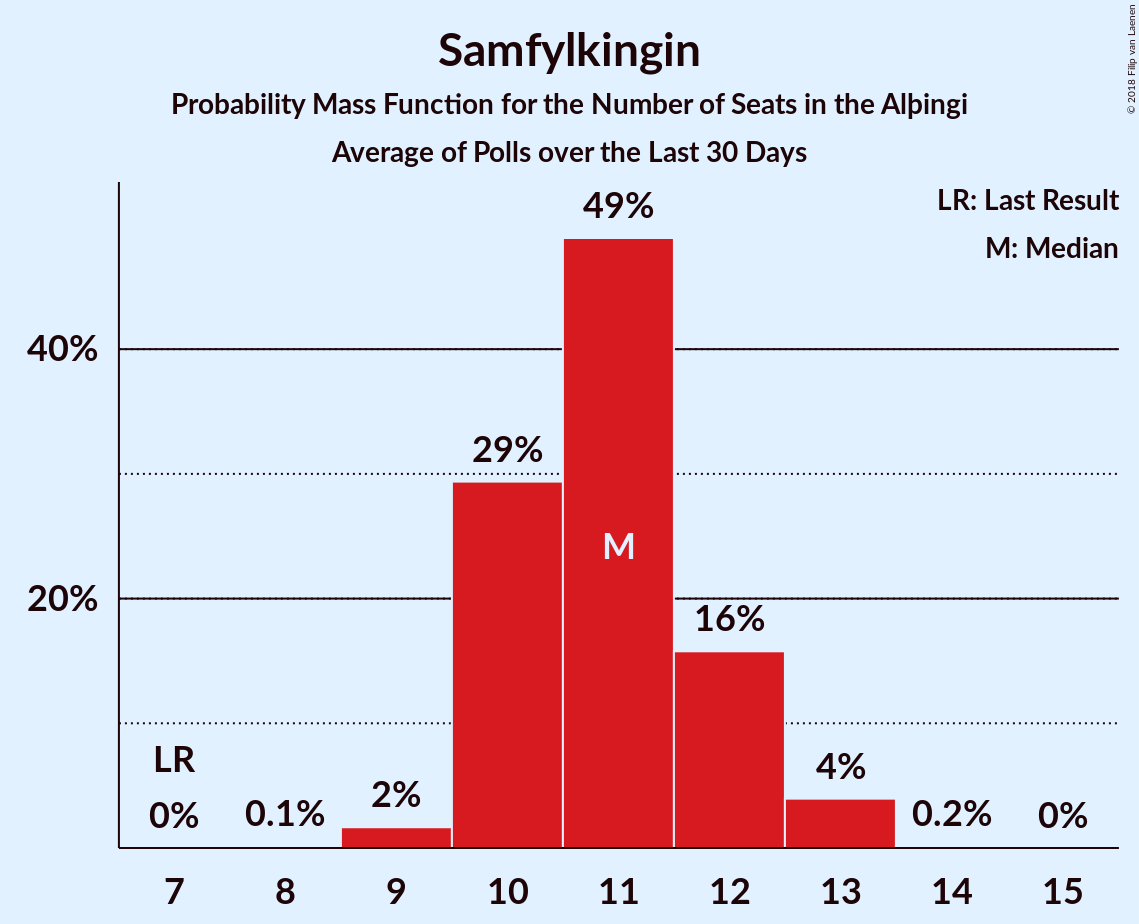 Samfylkingin
Probability Mass Function for the Number of Seats in the Alþingi
Average of Polls over the Last 30 Days
© 2018 Filip van Laenen
LR: Last Result
M: Median
49%
40%
29%
M
20%
16%
LR
0%
0.1%
2%
4%
0.2%
0%
7 8 9 10 11 12 13 14 15